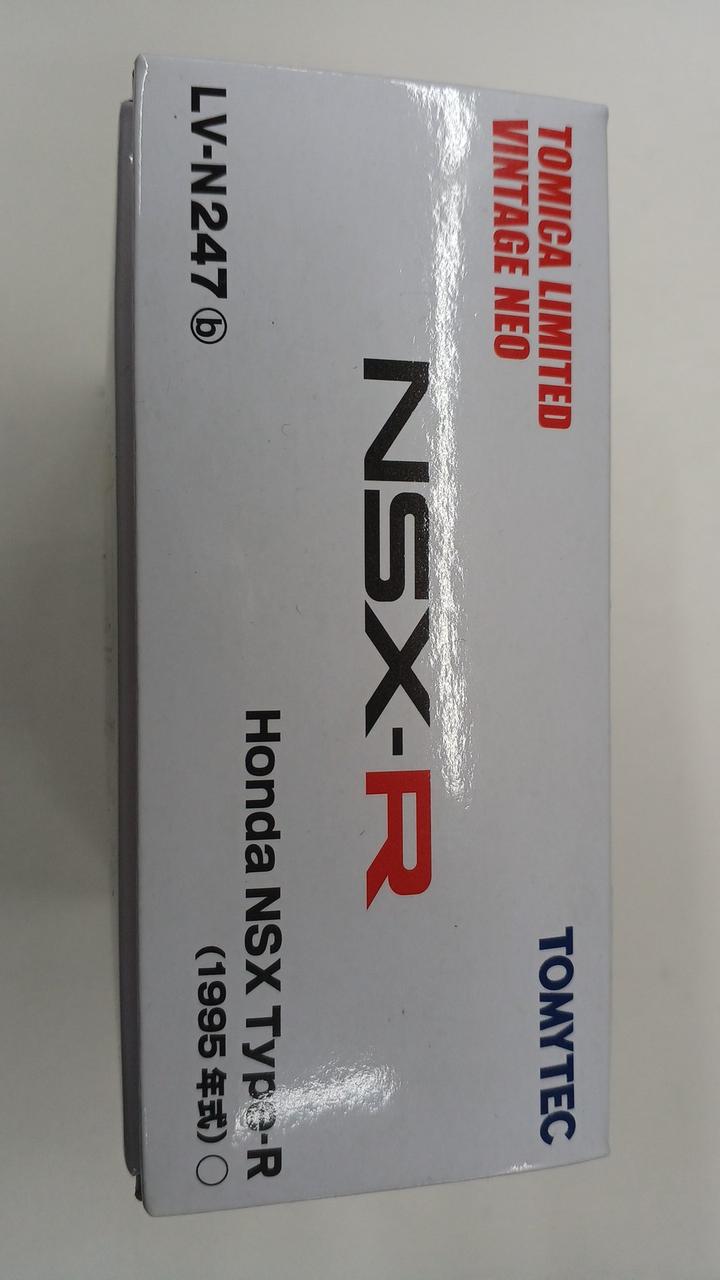 TOMICA LIMITED
VINTAGE NEO
TOMYTEC
NSX-R
Honda NSX Type-R
LV-N247 ⓑ
(1995 年式) ○